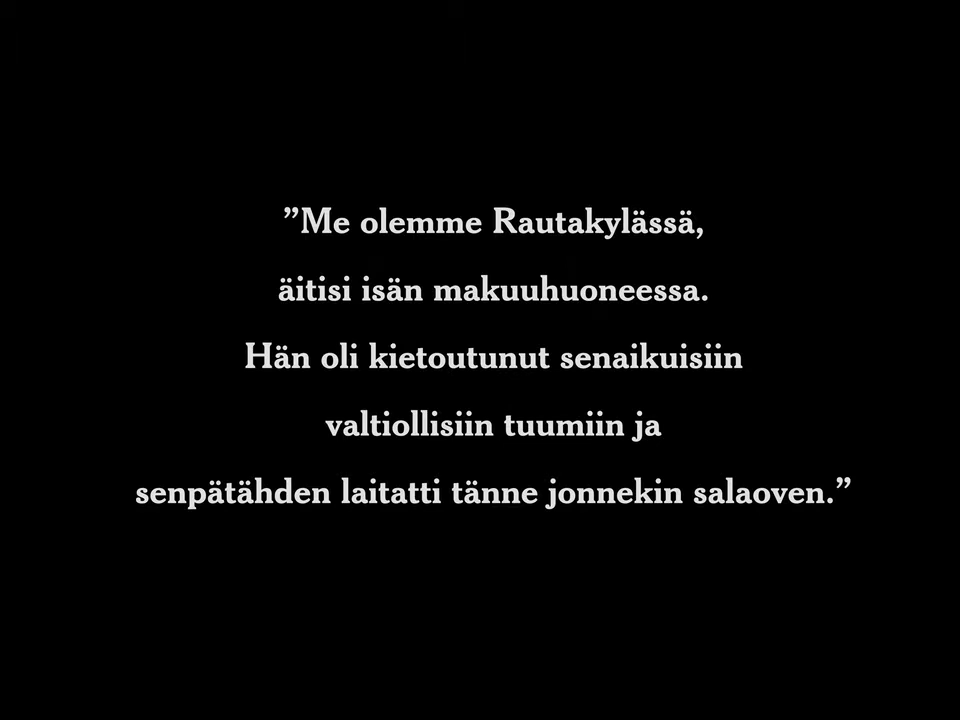 ”Me olemme Rautakylässä,
äitisi isän makuuhuoneessa.
Hän oli kietoutunut senaikuisiin
valtiollisiin tuumiin ja
senpätähden laitatti tänne jonnekin salaoven.”